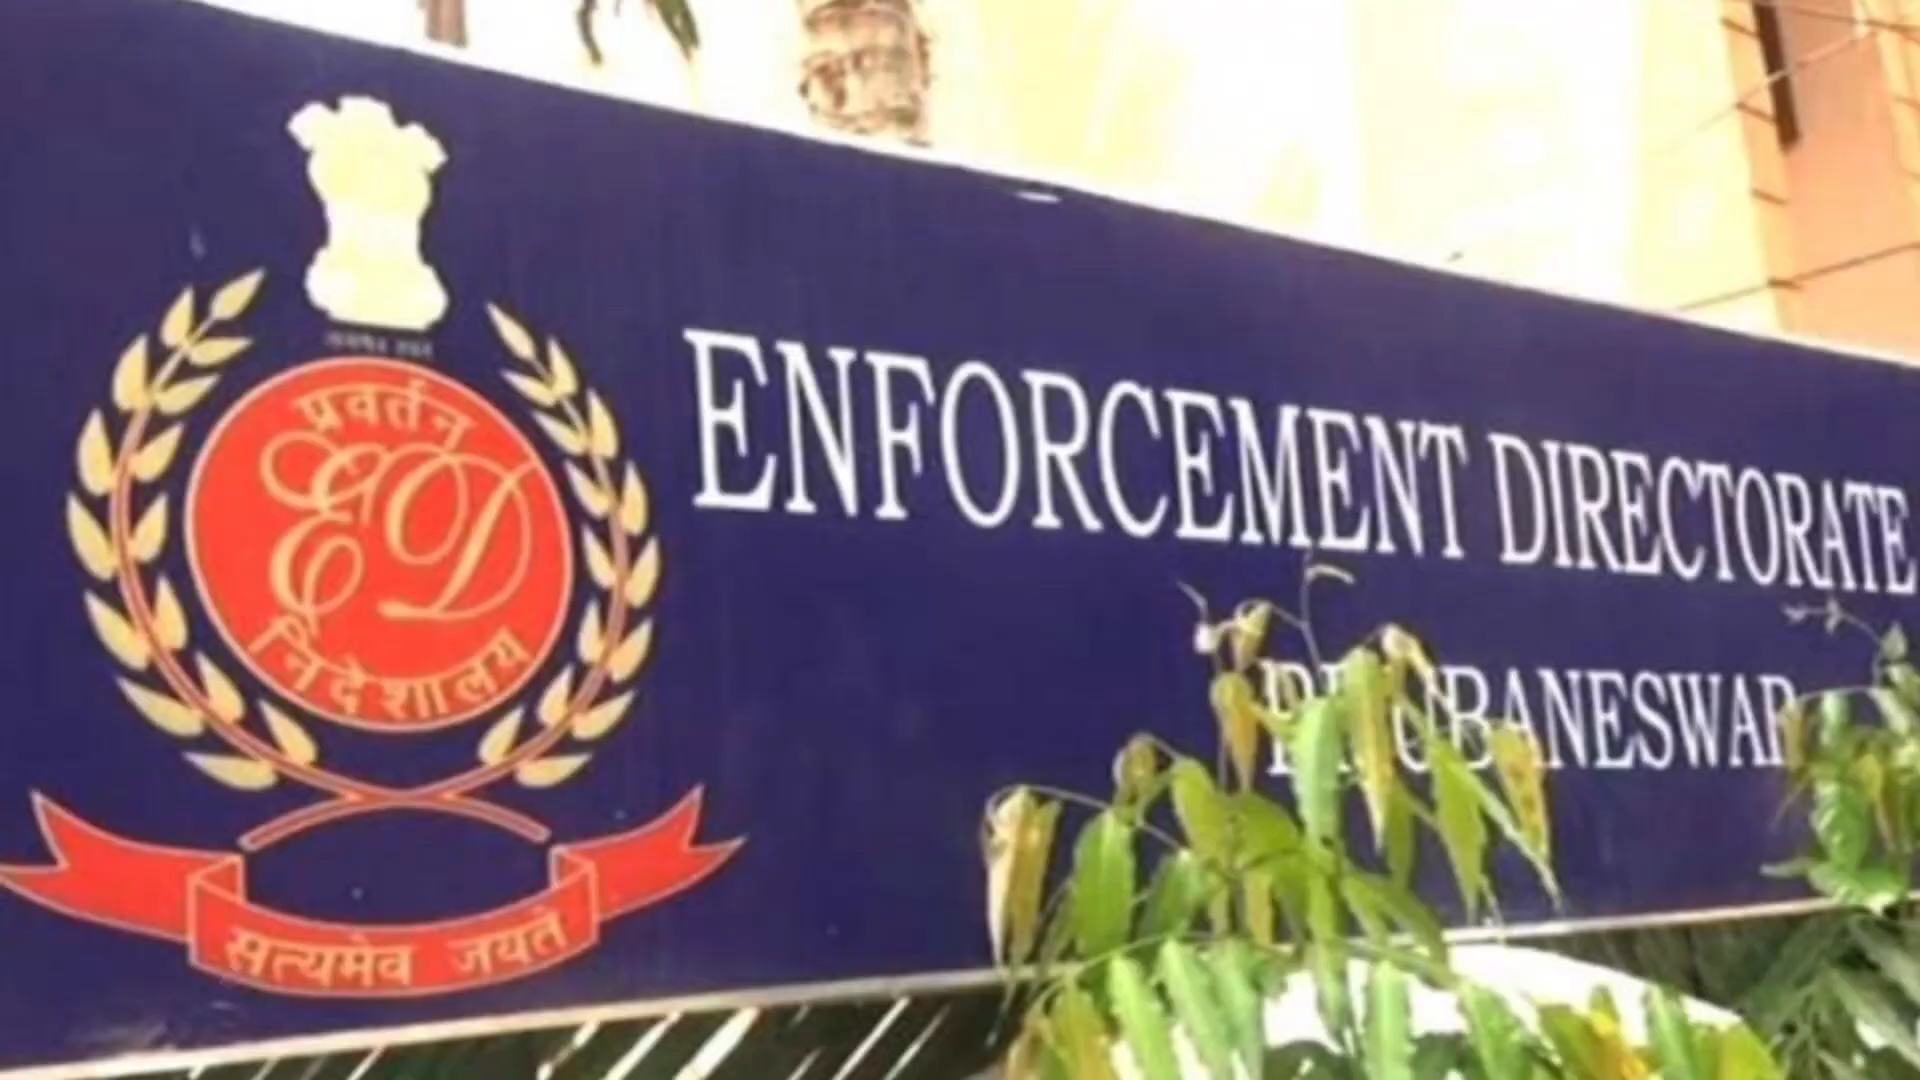 प्रवर्तन
ED
निदेशालय
सत्यमेव जयते
ENFORCEMENT DIRECTORATE
BHUBANESWAR